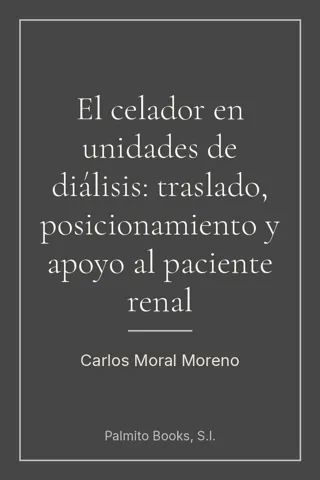 El celador en
unidades de
diálisis: traslado,
posicionamiento y
apoyo al paciente
renal
Carlos Moral Moreno
Palmito Books, S.l.